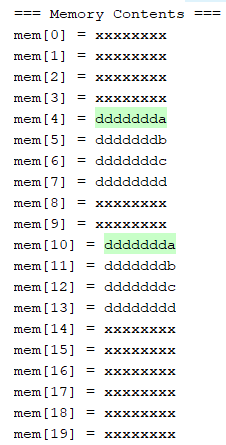 === Memory Contents ===
mem[0] = xxxxxxxx
mem[1] = xxxxxxxx
mem[2] = xxxxxxxx
mem[3] = xxxxxxxx
mem[4] = ddddddda
mem[5] = dddddddb
mem[6] = dddddddc
mem[7] = dddddddd
mem[8] = xxxxxxxx
mem[9] = xxxxxxxx
mem[10] = ddddddda
mem[11] = dddddddb
mem[12] = dddddddc
mem[13] = dddddddd
mem[14] = xxxxxxxx
mem[15] = xxxxxxxx
mem[16] = xxxxxxxx
mem[17] = xxxxxxxx
mem[18] = xxxxxxxx
mem[19] = xxxxxxxx